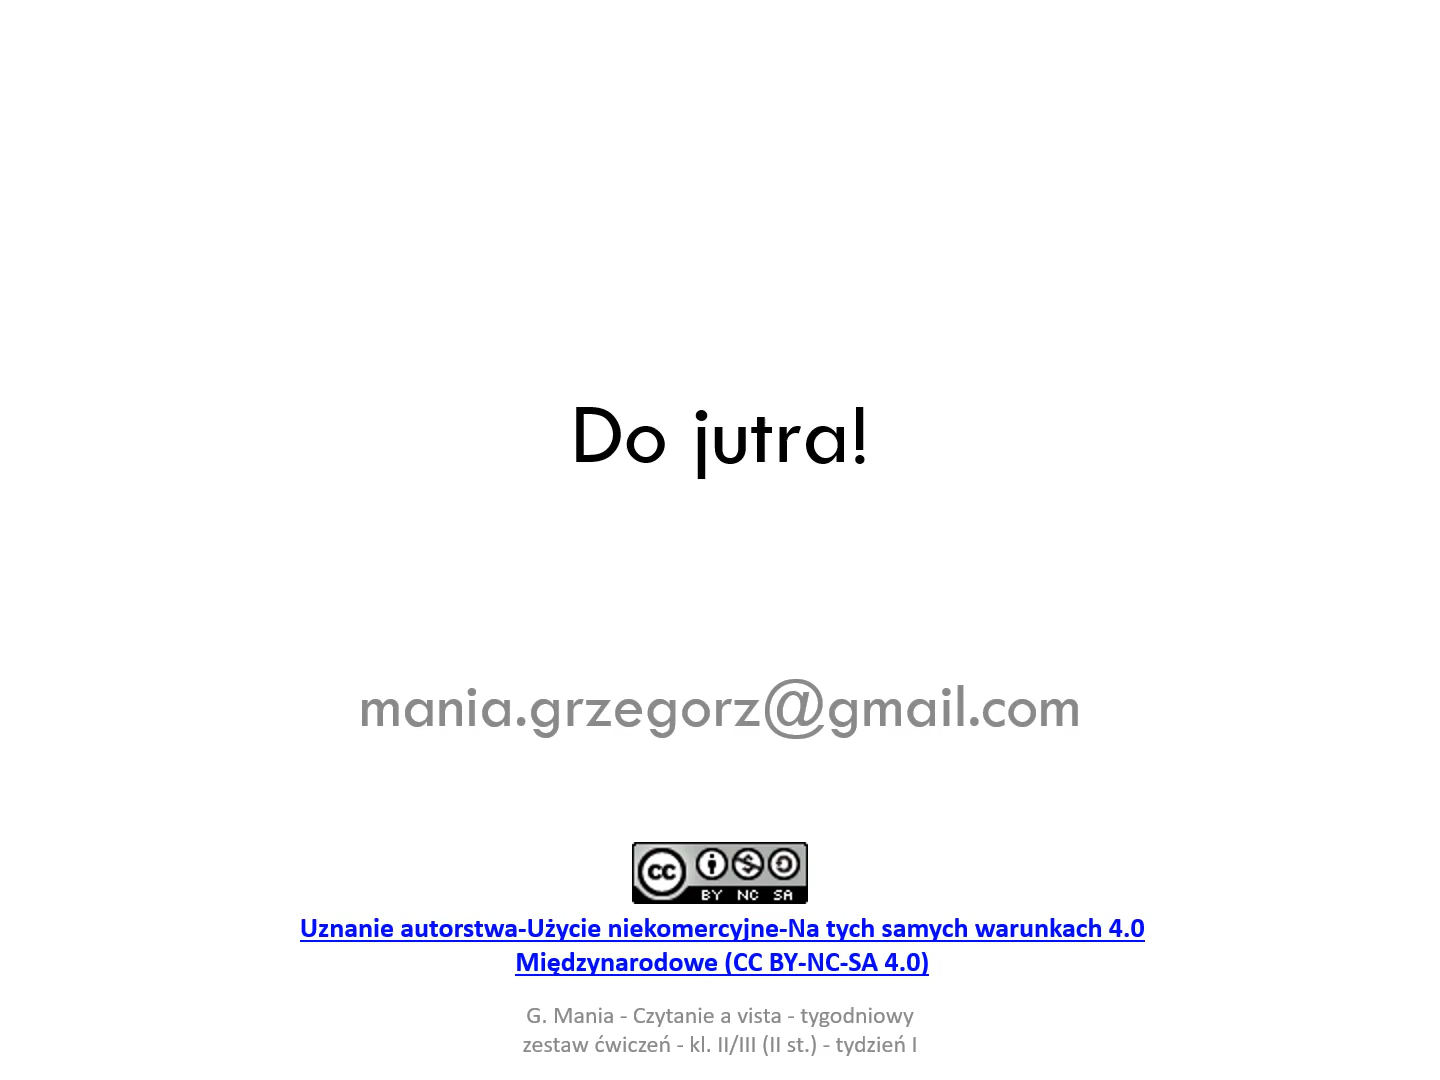 Do jutra!
mania.grzegorz@gmail.com
cc BY NC SA
Uznanie autorstwa-Użycie niekomercyjne-Na tych samych warunkach 4.0
Międzynarodowe (CC BY-NC-SA 4.0)
G. Mania - Czytanie a vista - tygodniowy
zestaw ćwiczeń - kl. II/III (II st.) - tydzień I